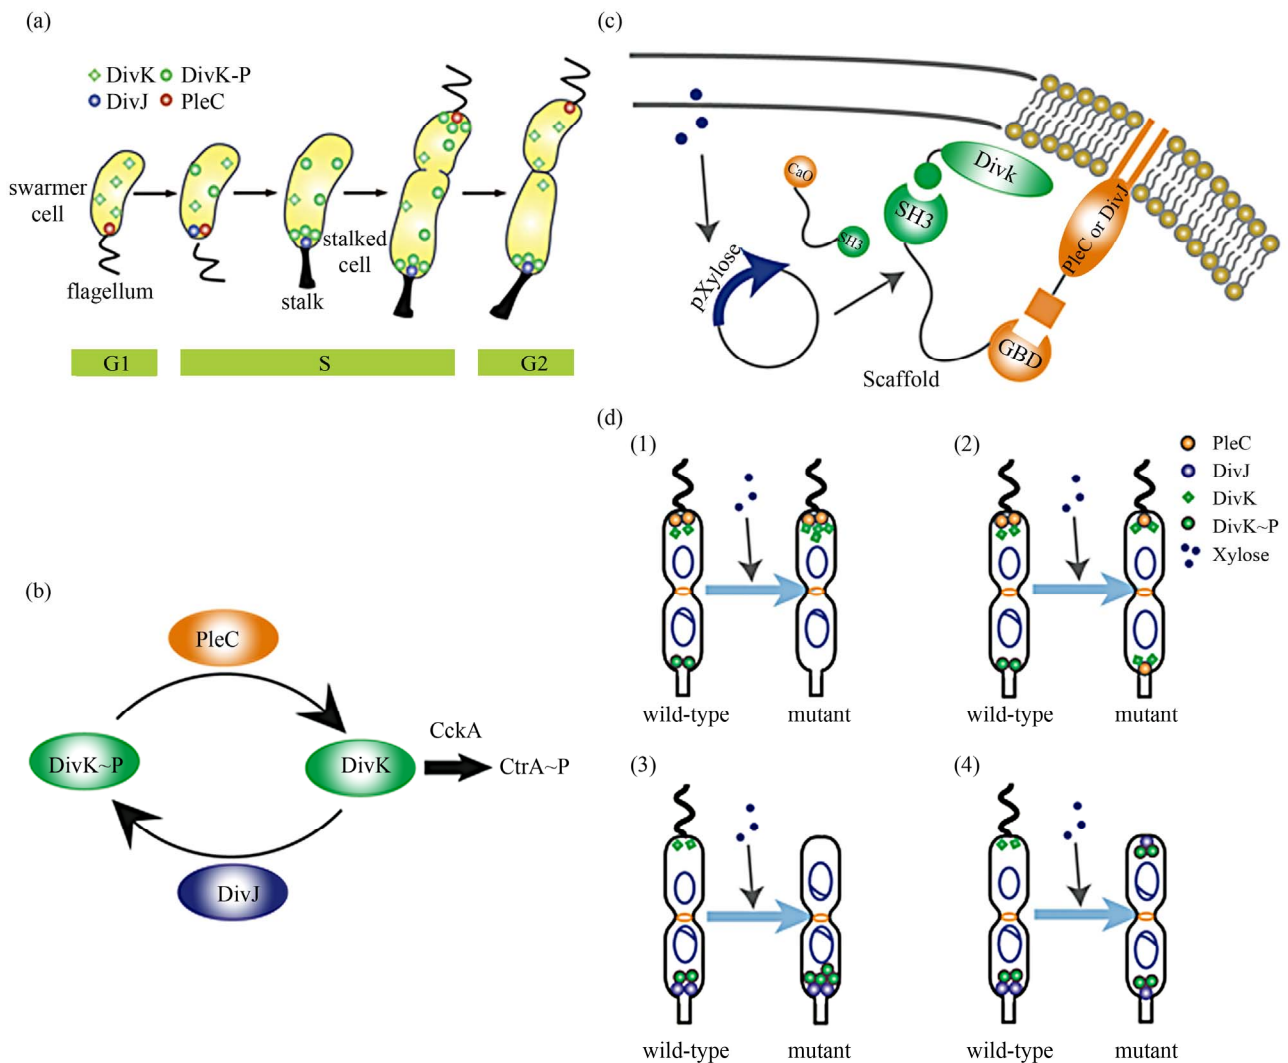 (a)
DivK DivK-P
DivJ PleC
swarmer
cell
flagellum
stalked
cell
stalk
G1
S
G2
(b)
PleC
DivK~P
DivK
CckA
CtrA~P
DivJ
(c)
CaO
SH3
pXylose
SH3
Divk
PleC or DivJ
GBD
Scaffold
(d)
(1)
wild-type
mutant
(2)
wild-type
mutant
PleC
DivJ
DivK
DivK~P
Xylose
(3)
wild-type
mutant
(4)
wild-type
mutant